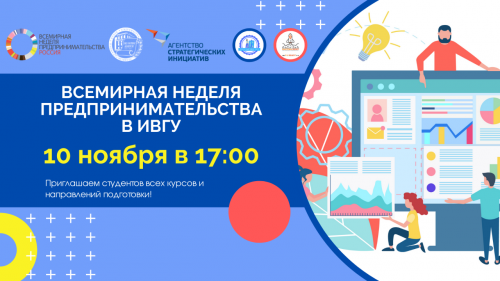 ВСЕМИРНАЯ
НЕДЕЛЯ
ПРЕДПРИНИМАТЕЛЬСТВА
РОССИЯ
АГЕНТСТВО
СТРАТЕГИЧЕСКИХ
ИНИЦИАТИВ
ВСЕМИРНАЯ НЕДЕЛЯ
ПРЕДПРИНИМАТЕЛЬСТВА
В ИВГУ
10 ноября в 17:00
Приглашаем студентов всех курсов и
направлений подготовки!